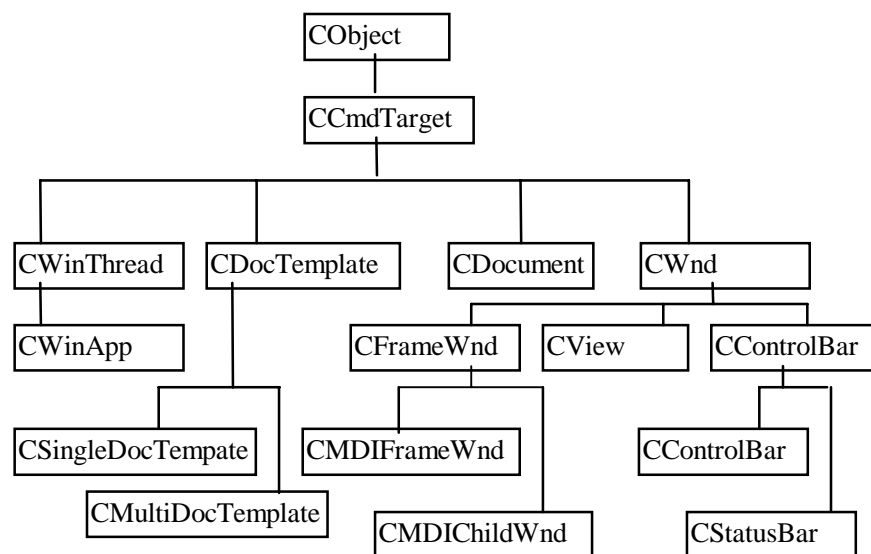 CObject
CCmdTarget
CWinThread
CDocTemplate
CDocument
CWnd
CWinApp
CFrameWnd
CView
CControlBar
CSingleDocTempate
CMDIFrameWnd
CControlBar
CMultiDocTemplate
CMDIChildWnd
CStatusBar